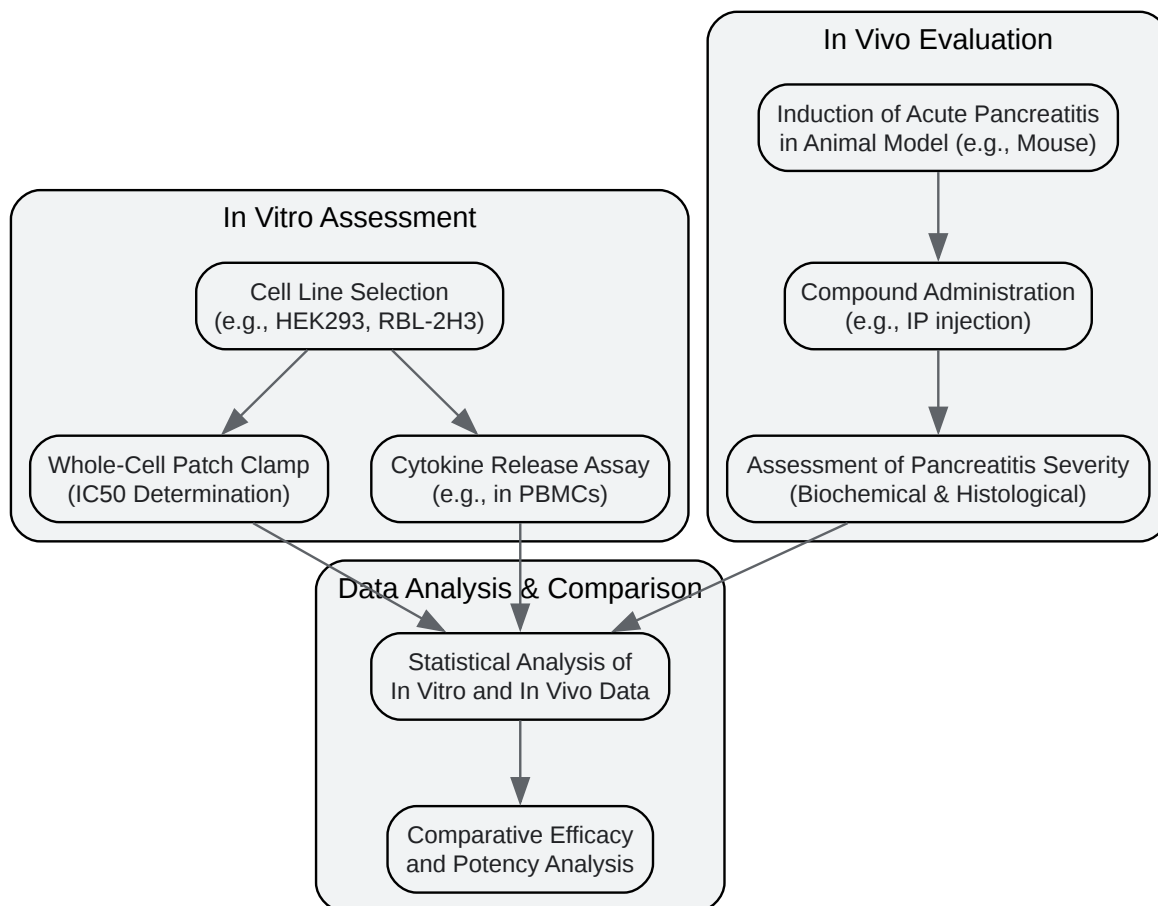 In Vivo Evaluation
Induction of Acute Pancreatitis
in Animal Model (e.g., Mouse)
In Vitro Assessment
Cell Line Selection
(e.g., HEK293, RBL-2H3)
Compound Administration
(e.g., IP injection)
Whole-Cell Patch Clamp
(IC50 Determination)
Cytokine Release Assay
(e.g., in PBMCs)
Assessment of Pancreatitis Severity
(Biochemical & Histological)
Data Analysis & Comparison
Statistical Analysis of
In Vitro and In Vivo Data
Comparative Efficacy
and Potency Analysis